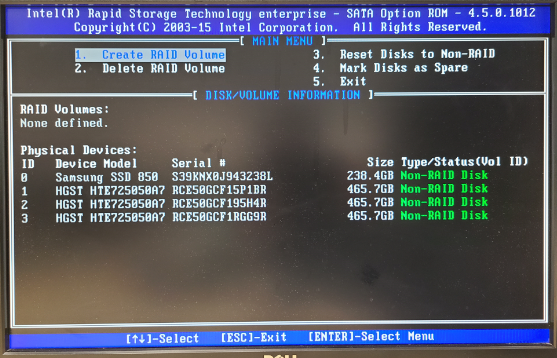 Intel(R) Rapid Storage Technology enterprise - SATA Option ROM - 4.5.0.1012
Copyright(C) 2003-15 Intel Corporation. All Rights Reserved.
[ MAIN MENU ]
1. Create RAID Volume 3. Reset Disks to Non-RAID
2. Delete RAID Volume 4. Mark Disks as Spare
5. Exit
[ DISK/VOLUME INFORMATION ]
RAID Volumes:
None defined.
Physical Devices:
ID Device Model Serial # Size Type/Status(Vol ID)
0 Samsung SSD 850 S39KNX0J943238L 238.4GB Non-RAID Disk
1 HGST HTE725050A7 RCE50GCF15P1BR 465.7GB Non-RAID Disk
2 HGST HTE725050A7 RCE50GCF195H4R 465.7GB Non-RAID Disk
3 HGST HTE725050A7 RCE50GCF1RGG9R 465.7GB Non-RAID Disk
[↑↓]-Select [ESC]-Exit [ENTER]-Select Menu